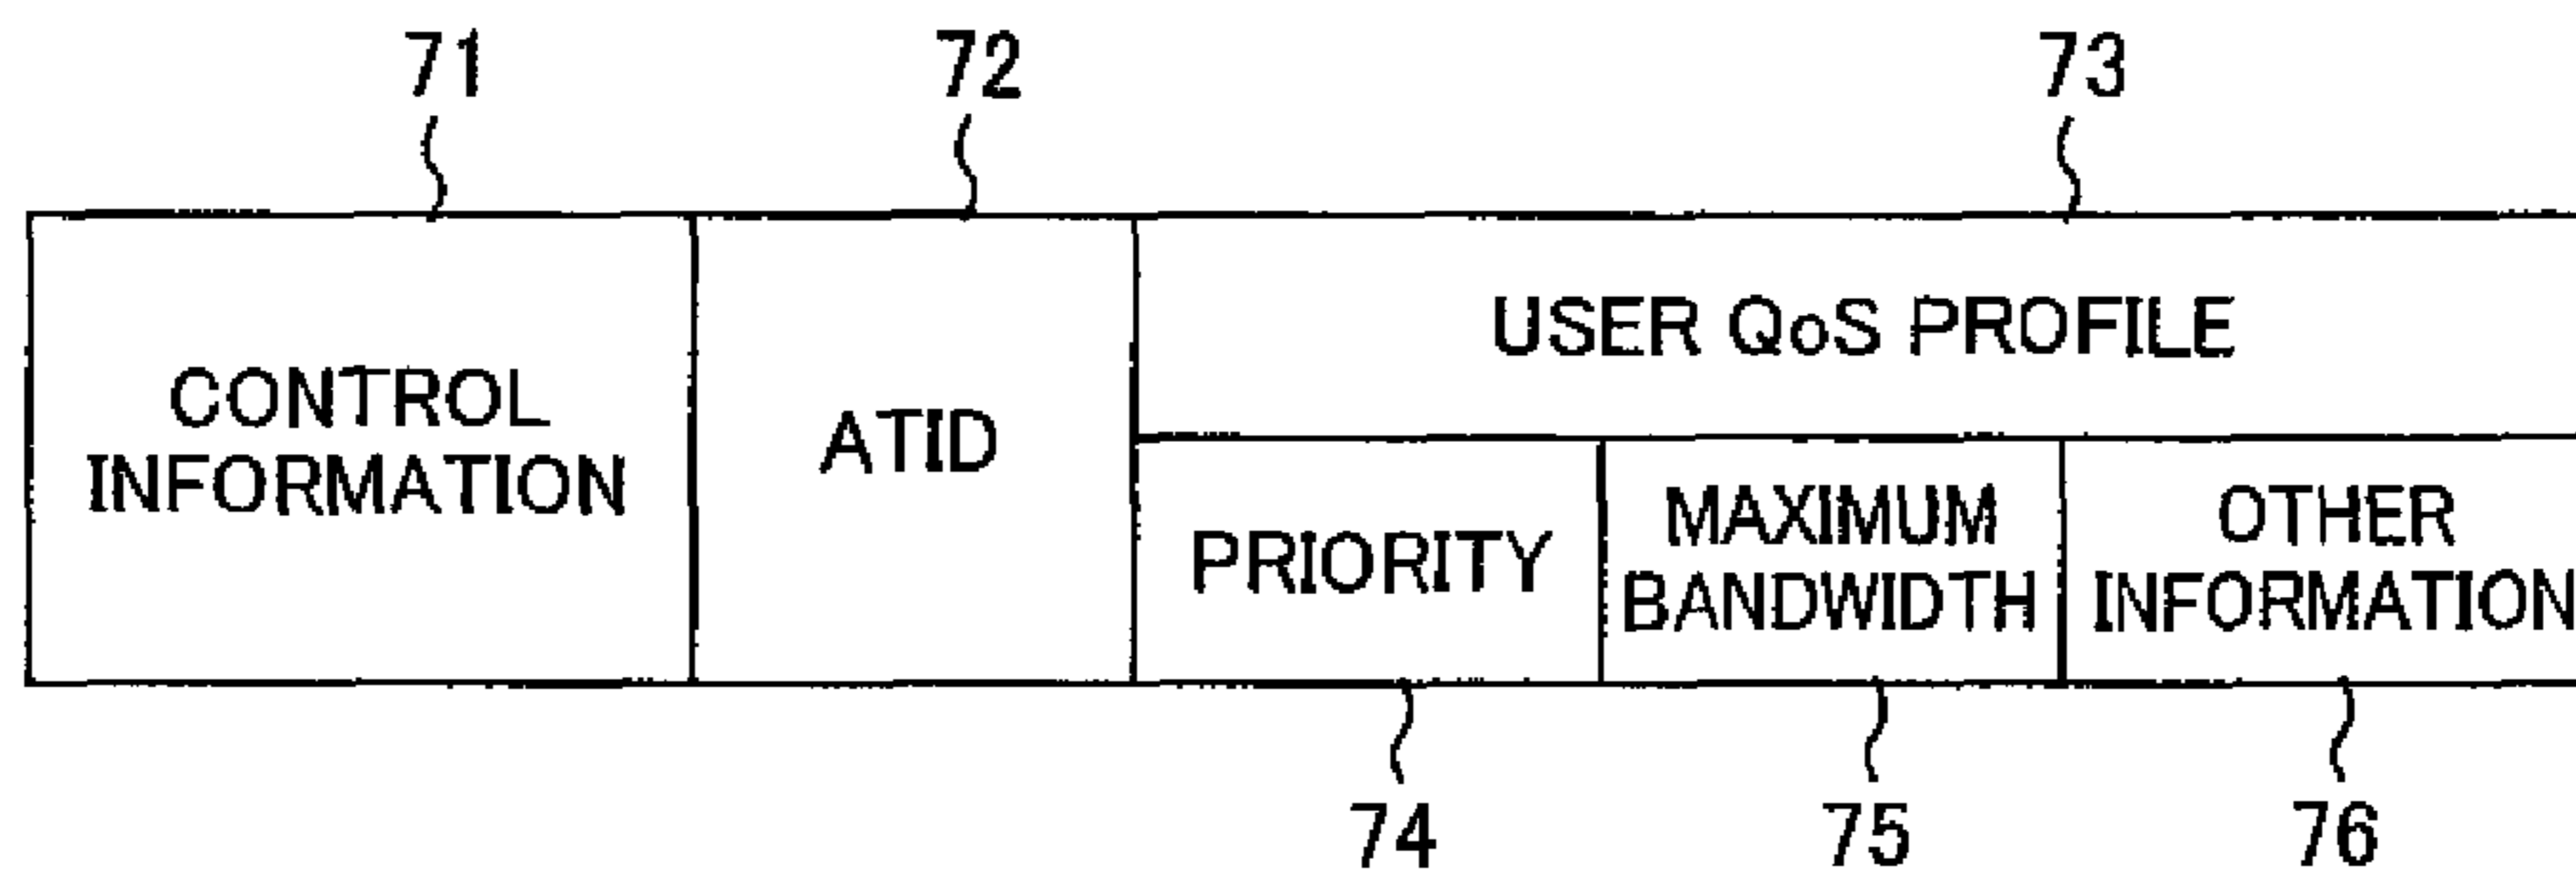 71
72
73
CONTROL
INFORMATION
ATID
USER QoS PROFILE
PRIORITY
MAXIMUM
BANDWIDTH
OTHER
INFORMATION
74
75
76